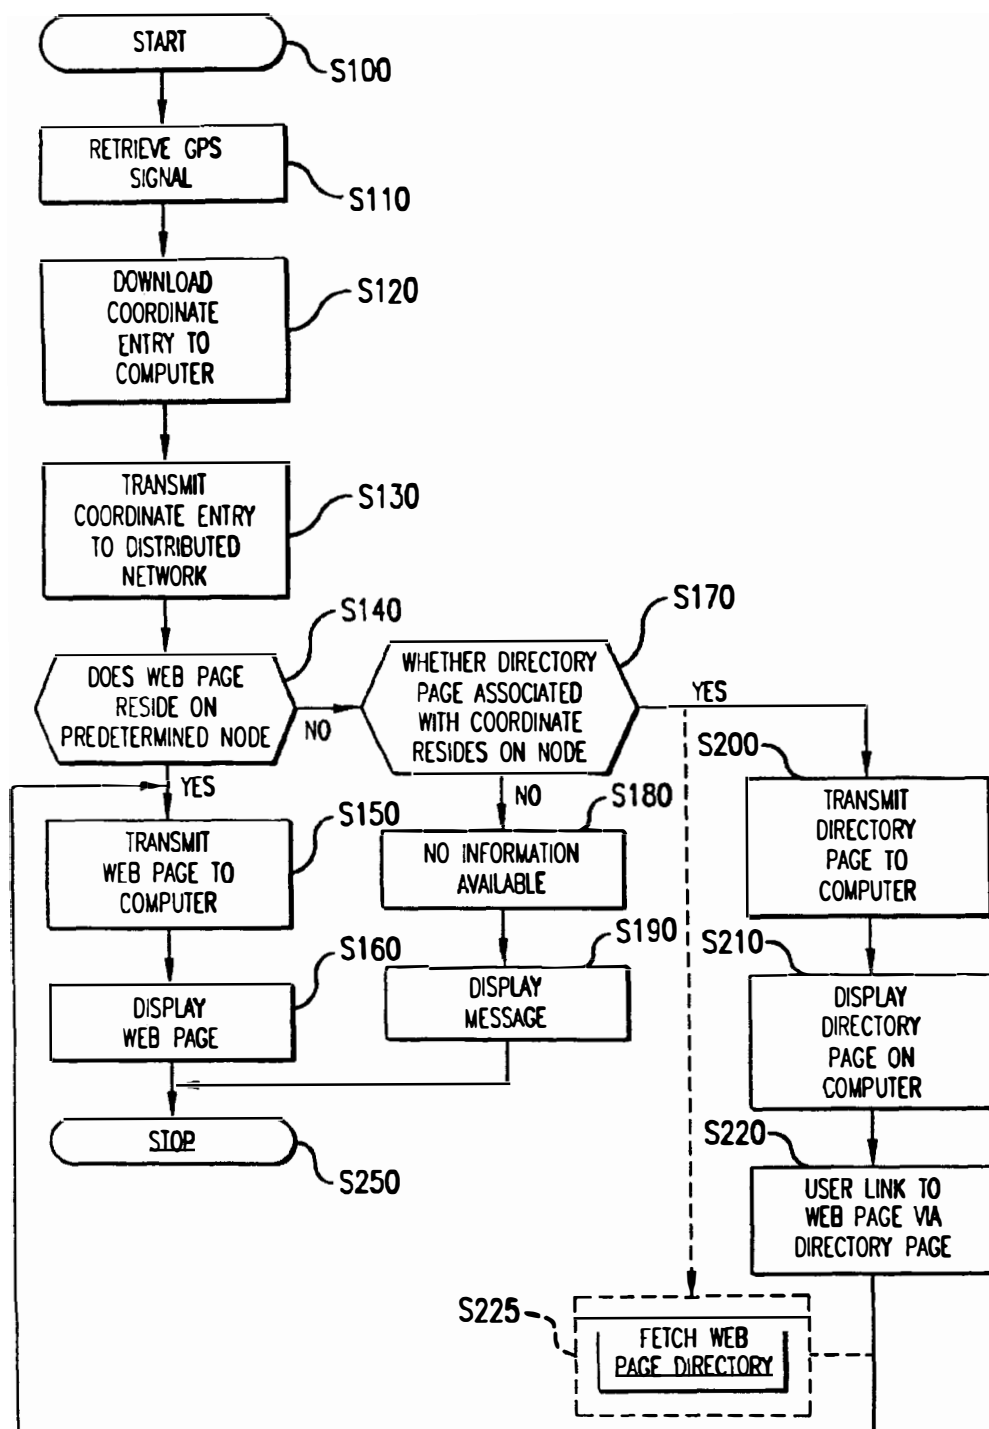 START
S100
RETRIEVE GPS
SIGNAL
S110
DOWNLOAD
COORDINATE
ENTRY TO
COMPUTER
S120
TRANSMIT
COORDINATE ENTRY
TO DISTRIBUTED
NETWORK
S130
DOES WEB PAGE
RESIDE ON
PREDETERMINED NODE
S140
NO
YES
WHETHER DIRECTORY
PAGE ASSOCIATED
WITH COORDINATE
RESIDES ON NODE
S170
YES
NO
TRANSMIT
WEB PAGE TO
COMPUTER
S150
DISPLAY
WEB PAGE
S160
NO INFORMATION
AVAILABLE
S180
DISPLAY
MESSAGE
S190
STOP
S250
S200
TRANSMIT
DIRECTORY
PAGE TO
COMPUTER
S210
DISPLAY
DIRECTORY
PAGE ON
COMPUTER
S220
USER LINK TO
WEB PAGE VIA
DIRECTORY PAGE
S225
FETCH WEB
PAGE DIRECTORY